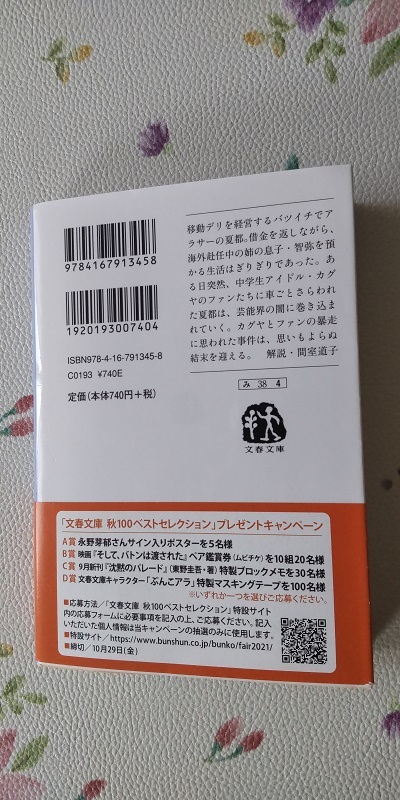 9784167913458
1920193007404
ISBN978-4-16-791345-8
C0193 ¥740E
定価（本体740円＋税）
移動デリを経営するバツイチでア
ラサーの夏都。借金を返しながら、
海外赴任中の姉の息子・智弥を預
かる生活はぎりぎりであった。あ
る日突然、中学生アイドル・カグ
ヤのファンたちに車ごとさらわれ
た夏都は、芸能界の闇に巻き込ま
れていく。カグヤとファンの暴走
に思われた事件は、思いもよらぬ
結末を迎える。 解説・間室道子
み 38 4
文春文庫
「文春文庫 秋100ベストセレクション」プレゼントキャンペーン
A賞 永野芽郁さんサイン入りポスターを5名様
B賞 映画『そして、バトンは渡された』ペア鑑賞券（ムビチケ）を10組20名様
C賞 9月新刊『沈黙のパレード』（東野圭吾・著）特製ブロックメモを30名様
D賞 文春文庫キャラクター「ぶんこアラ」特製マスキングテープを100名様
※いずれか一つを選びご応募ください。
■応募方法／「文春文庫 秋100ベストセレクション」特設サイト
内の応募フォームに必要事項を記入の上、ご応募ください。記入
いただいた個人情報は当キャンペーンの抽選のみに使用します。
■特設サイト／https://www.bunshun.co.jp/bunko/fair2021/
■締切／10月29日(金)